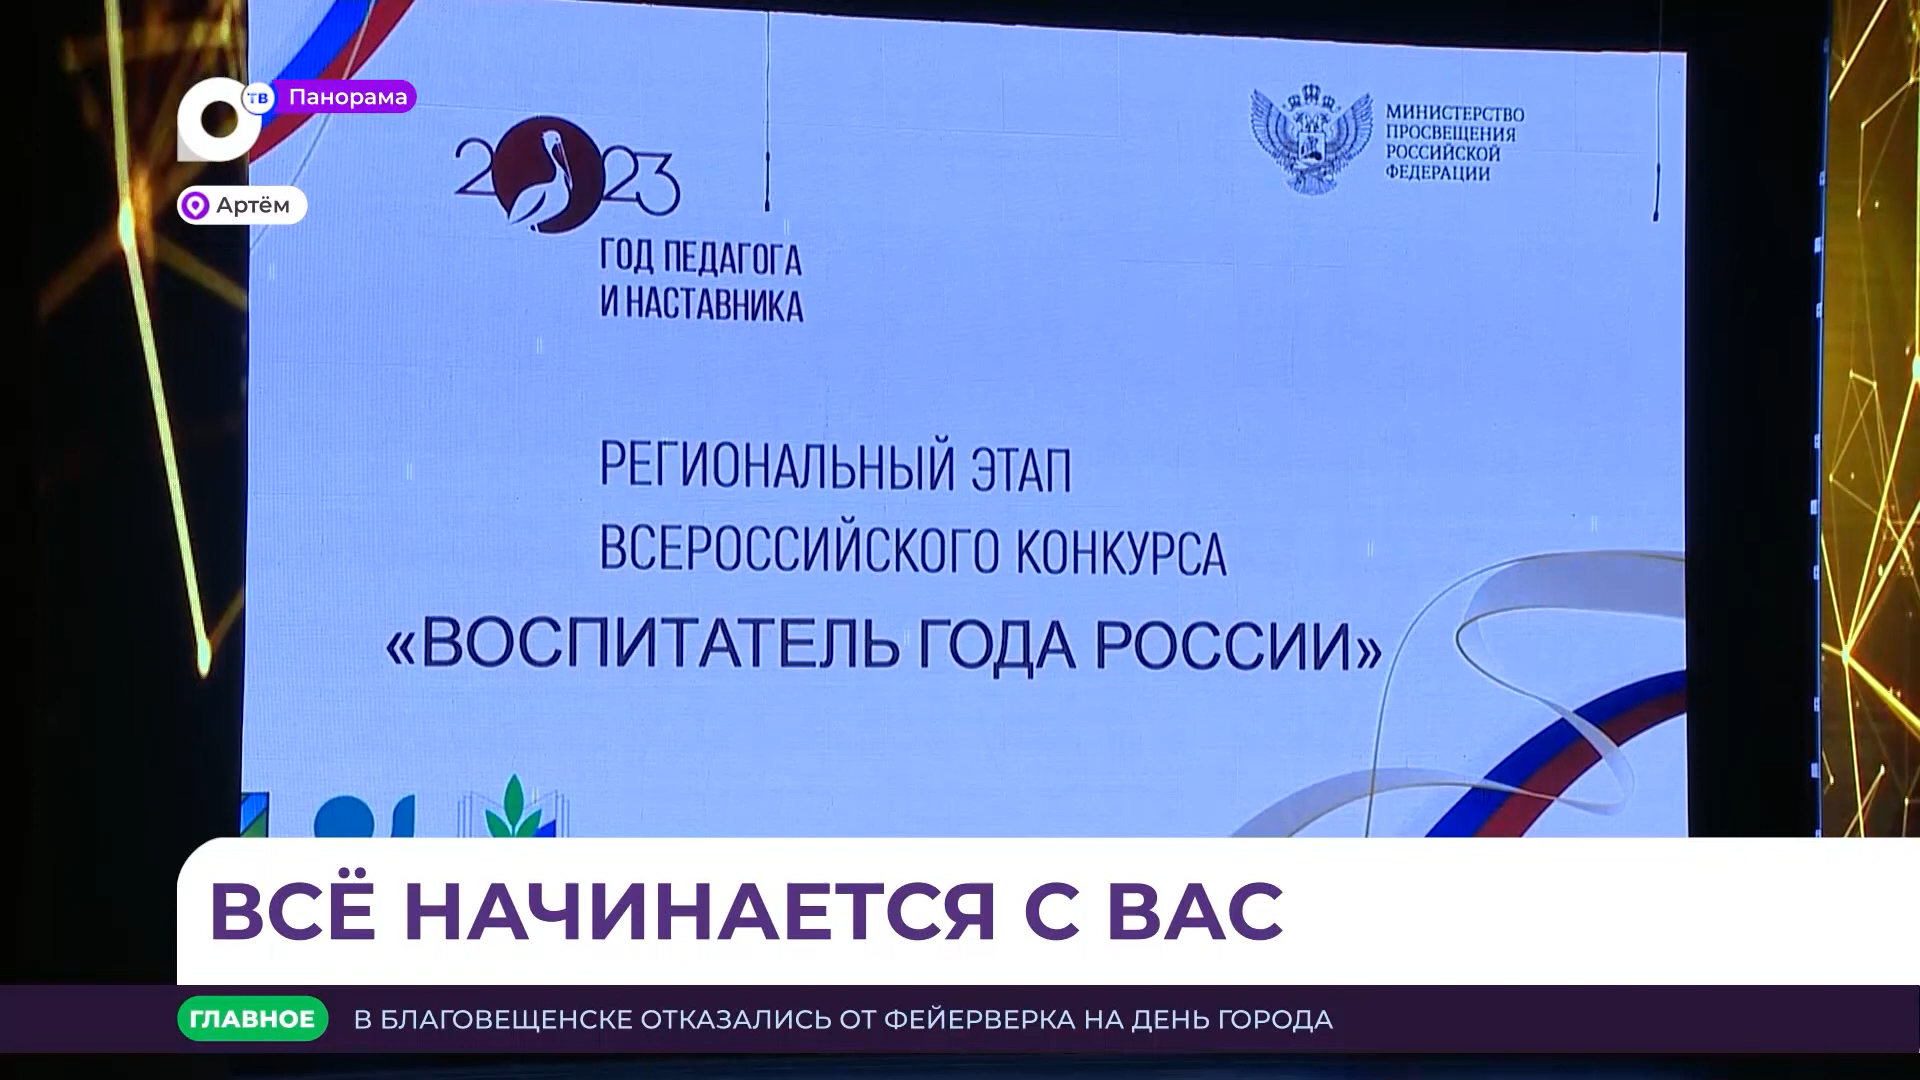 ТВ Панорама
Артём
2023
ГОД ПЕДАГОГА
И НАСТАВНИКА
МИНИСТЕРСТВО
ПРОСВЕЩЕНИЯ
РОССИЙСКОЙ
ФЕДЕРАЦИИ
РЕГИОНАЛЬНЫЙ ЭТАП
ВСЕРОССИЙСКОГО КОНКУРСА
«ВОСПИТАТЕЛЬ ГОДА РОССИИ»
ВСЁ НАЧИНАЕТСЯ С ВАС
ГЛАВНОЕ В БЛАГОВЕЩЕНСКЕ ОТКАЗАЛИСЬ ОТ ФЕЙЕРВЕРКА НА ДЕНЬ ГОРОДА